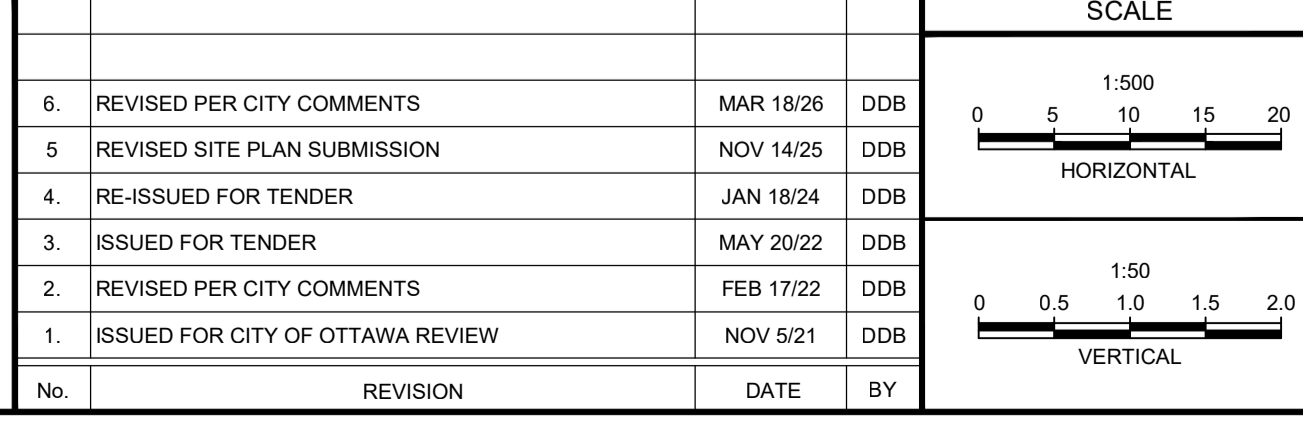 6. REVISED PER CITY COMMENTS MAR 18/26 DDB
5 REVISED SITE PLAN SUBMISSION NOV 14/25 DDB
4. RE-ISSUED FOR TENDER JAN 18/24 DDB
3. ISSUED FOR TENDER MAY 20/22 DDB
2. REVISED PER CITY COMMENTS FEB 17/22 DDB
1. ISSUED FOR CITY OF OTTAWA REVIEW NOV 5/21 DDB
No. REVISION DATE BY
SCALE
1:500
0 5 10 15 20
HORIZONTAL
1:50
0 0.5 1.0 1.5 2.0
VERTICAL